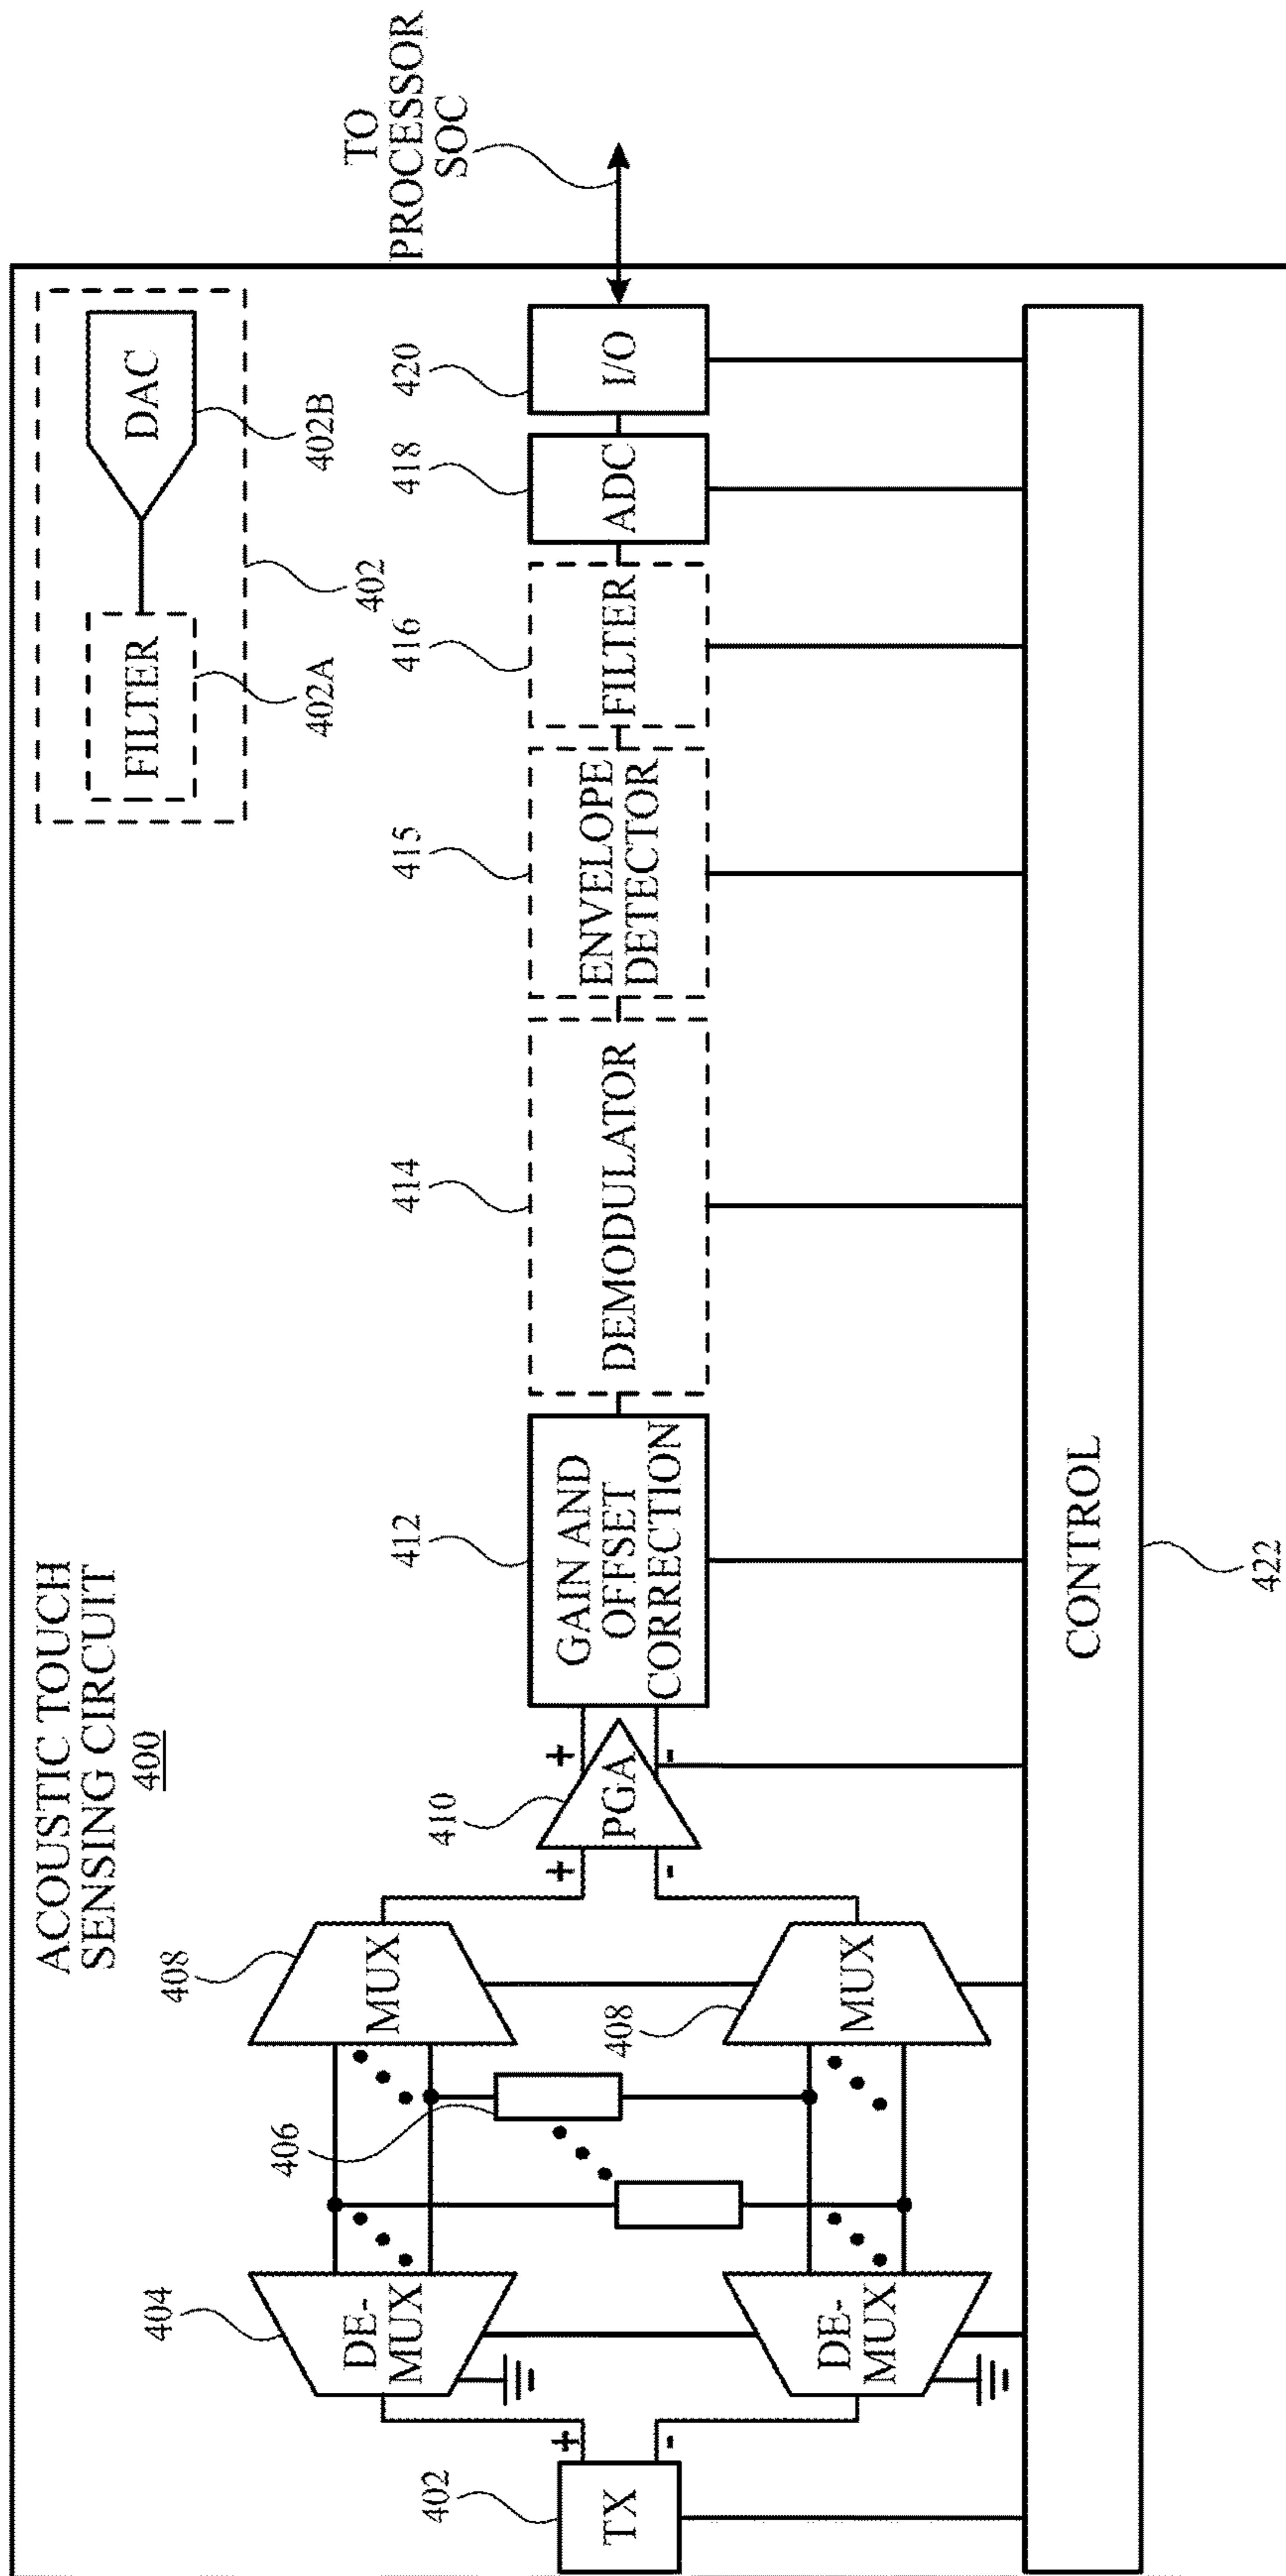 ACOUSTIC TOUCH
SENSING CIRCUIT
400
FILTER
402A
DAC
402B
402
TO
PROCESSOR
SOC
402
TX
+
-
404
DE-
MUX
DE-
MUX
406
408
MUX
408
MUX
+
-
410
PGA
+
-
412
GAIN AND
OFFSET
CORRECTION
414
DEMODULATOR
415
ENVELOPE
DETECTOR
416
FILTER
418
ADC
420
I/O
CONTROL
422